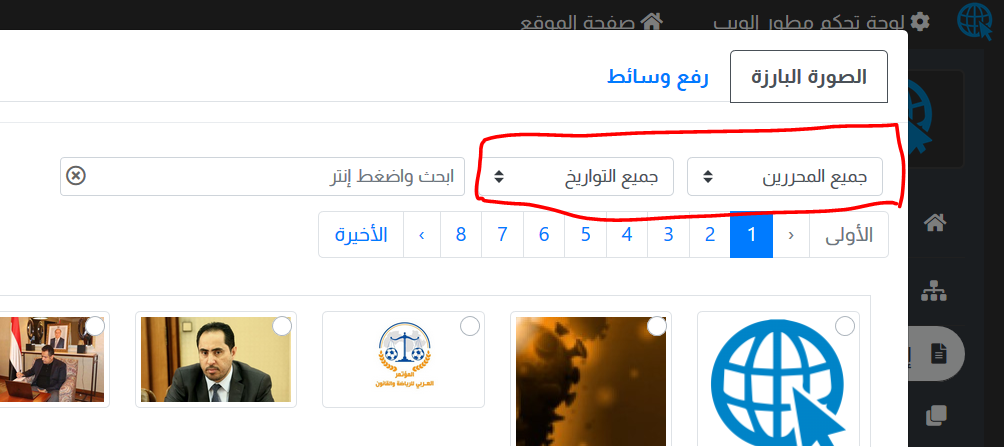 لوحة تحكم مطور الويب صفحة الموقع
الصورة البارزة رفع وسائط
جميع المحررين جميع التواريخ ابحث واضغط إنتر
الأولى ‹ 1 2 3 4 5 6 7 8 › الأخيرة
المؤتمر
العربي للرياضة والقانون